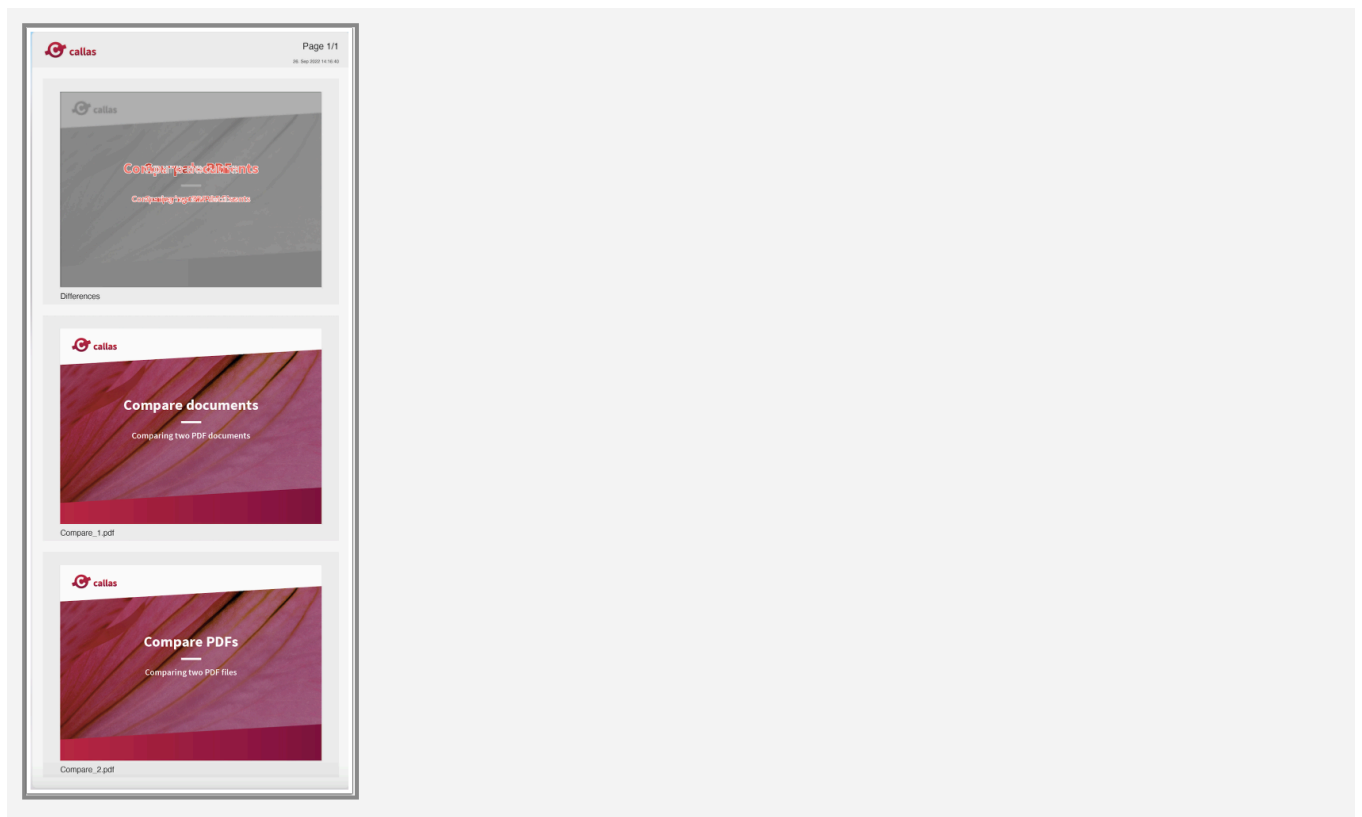 callas
Page 1/1
callas
Differences
callas
Compare documents
Comparing two PDF documents
Compare_1.pdf
callas
Compare PDFs
Comparing two PDF files
Compare_2.pdf